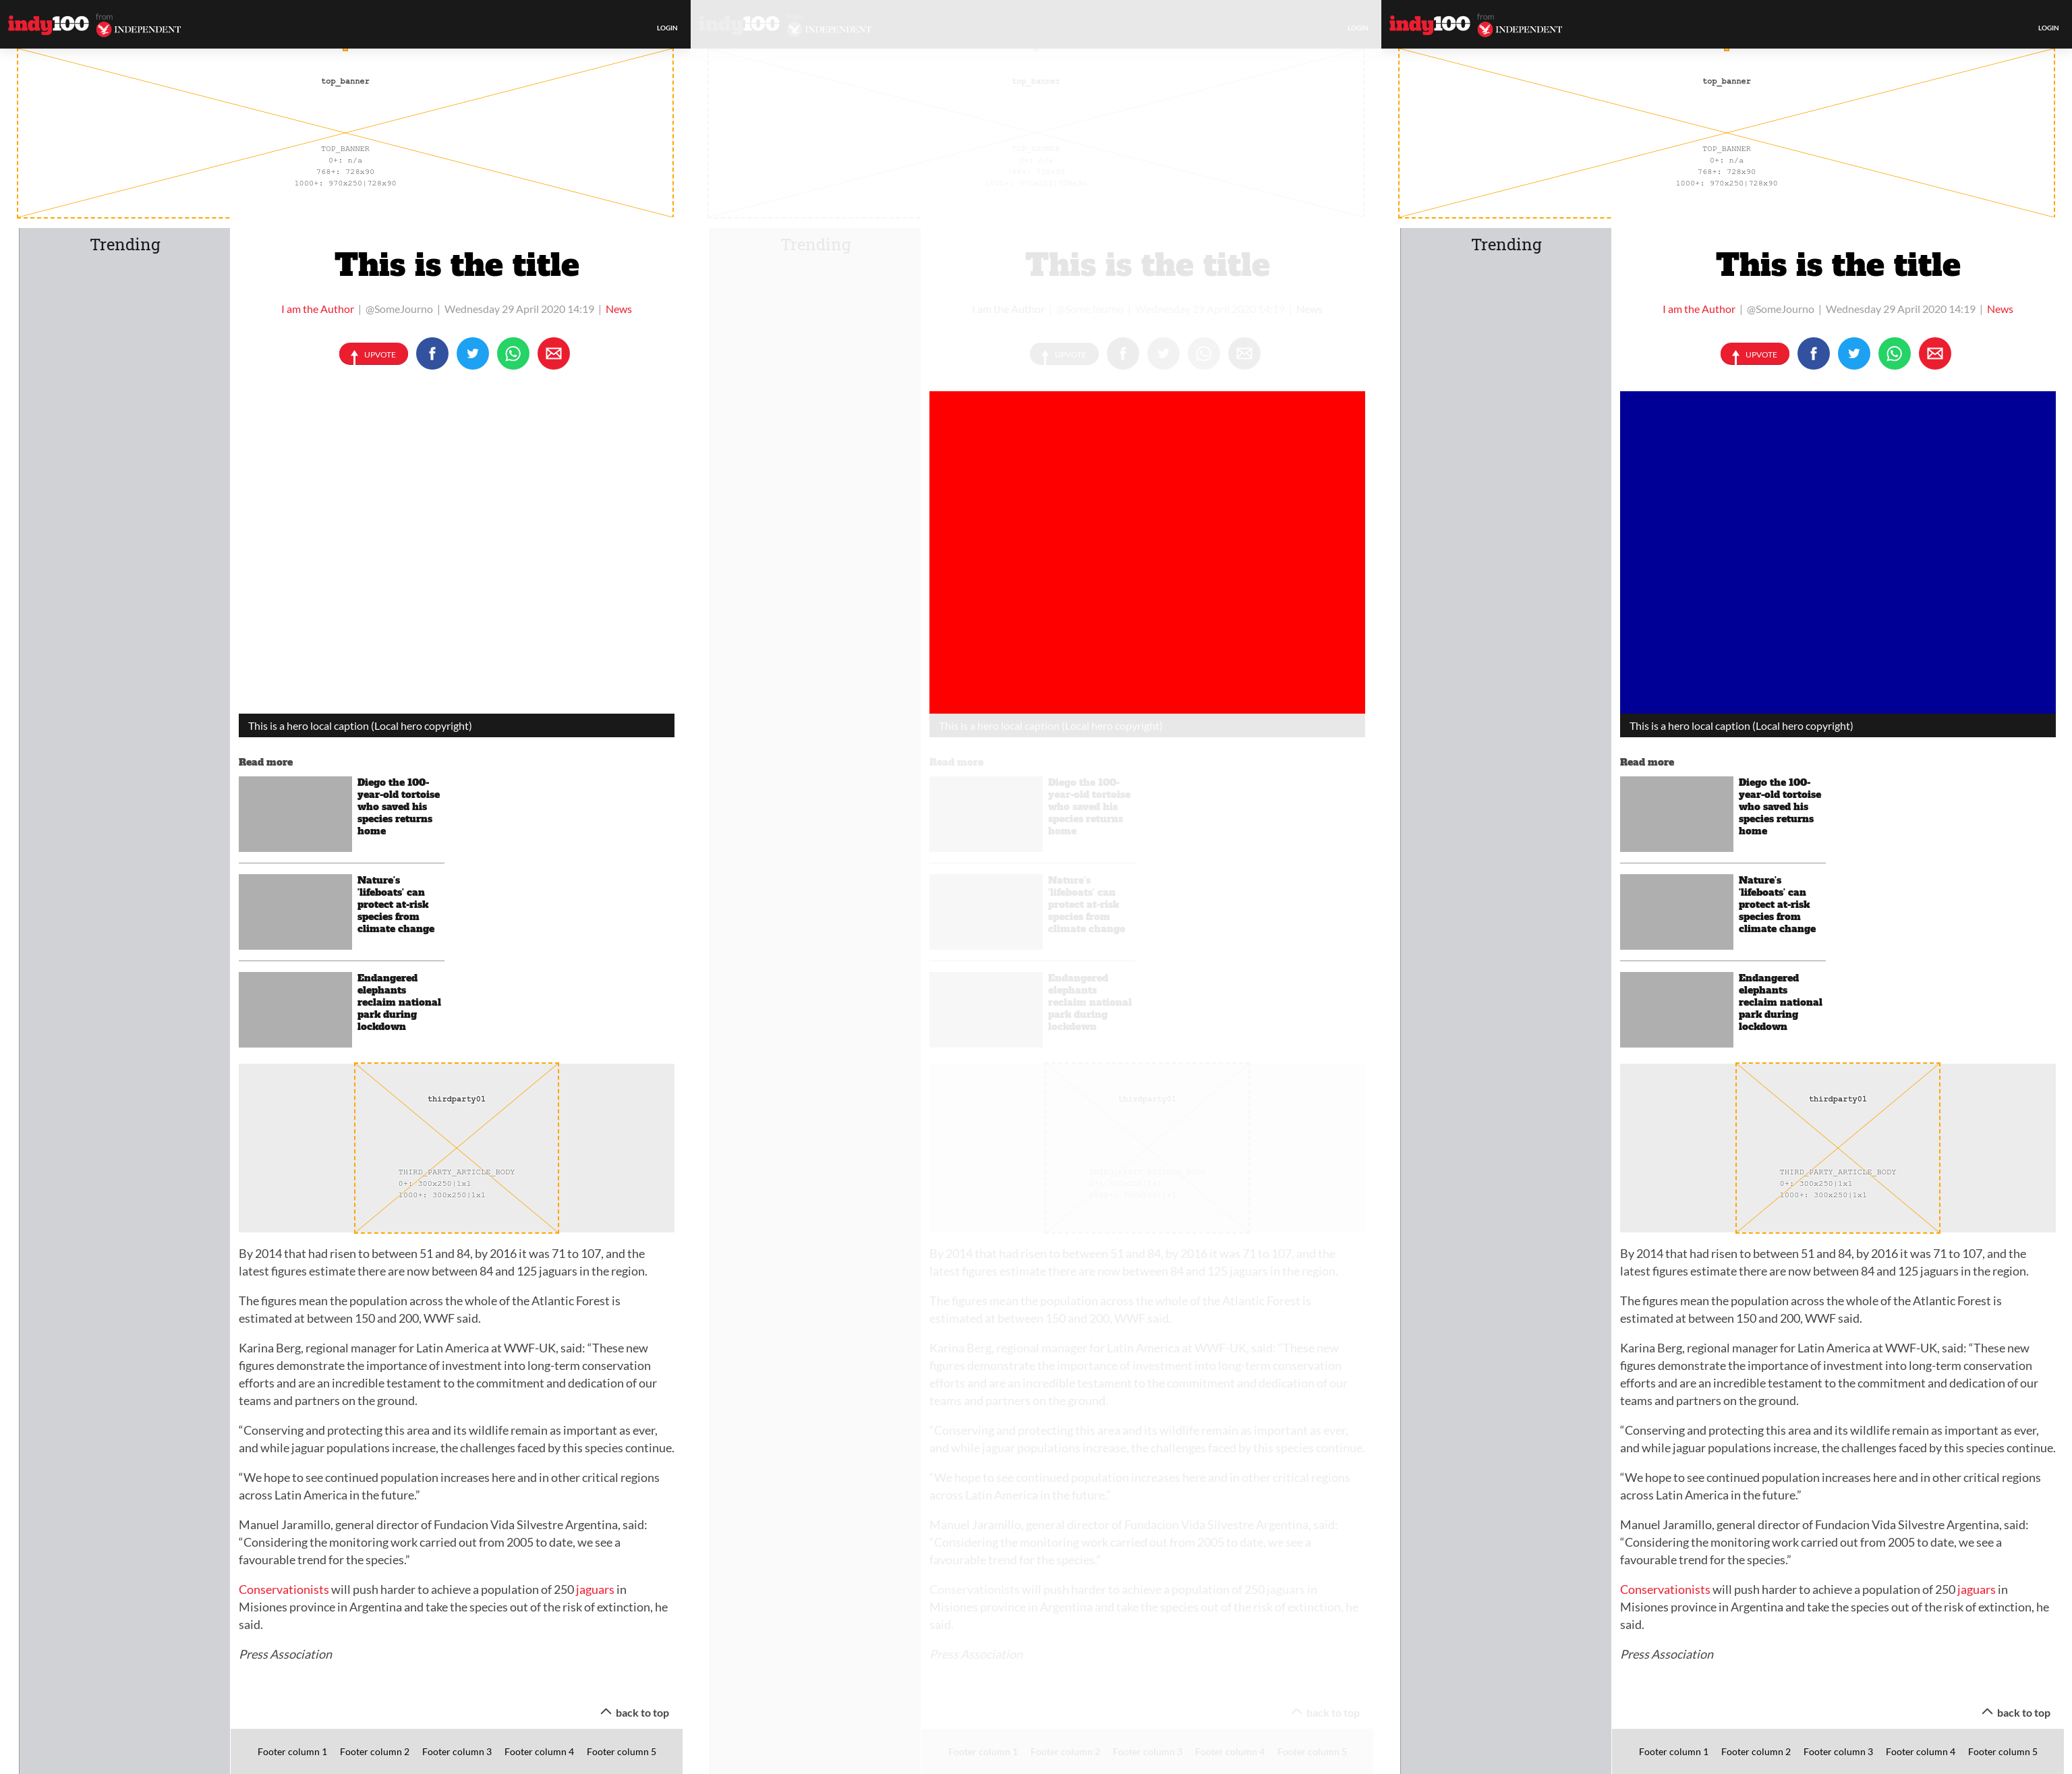 indy100 from INDEPENDENT
LOGIN
top_banner
TOP_BANNER
0+: n/a
768+: 728x90
1000+: 970x250|728x90
Trending
This is the title
I am the Author | @SomeJourno | Wednesday 29 April 2020 14:19 | News
UPVOTE
This is a hero local caption (Local hero copyright)
Read more
Diego the 100-
year-old tortoise
who saved his
species returns
home
Nature's
'lifeboats' can
protect at-risk
species from
climate change
Endangered
elephants
reclaim national
park during
lockdown
thirdparty01
THIRD_PARTY_ARTICLE_BODY
0+: 300x250|1x1
1000+: 300x250|1x1
By 2014 that had risen to between 51 and 84, by 2016 it was 71 to 107, and the
latest figures estimate there are now between 84 and 125 jaguars in the region.
The figures mean the population across the whole of the Atlantic Forest is
estimated at between 150 and 200, WWF said.
Karina Berg, regional manager for Latin America at WWF-UK, said: “These new
figures demonstrate the importance of investment into long-term conservation
efforts and are an incredible testament to the commitment and dedication of our
teams and partners on the ground.
“Conserving and protecting this area and its wildlife remain as important as ever,
and while jaguar populations increase, the challenges faced by this species continue.
“We hope to see continued population increases here and in other critical regions
across Latin America in the future.”
Manuel Jaramillo, general director of Fundacion Vida Silvestre Argentina, said:
“Considering the monitoring work carried out from 2005 to date, we see a
favourable trend for the species.”
Conservationists will push harder to achieve a population of 250 jaguars in
Misiones province in Argentina and take the species out of the risk of extinction, he
said.
Press Association
back to top
Footer column 1 Footer column 2 Footer column 3 Footer column 4 Footer column 5
indy100 INDEPENDENT
LOGIN
top_banner
TOP_BANNER
Trending
This is the title
I am the Author | @SomeJourno | Wednesday 29 April 2020 14:19 | News
UPVOTE
This is a hero local caption (Local hero copyright)
Read more
Diego the 100-
year-old tortoise
who saved his
species returns
home
Nature's
'lifeboats' can
protect at-risk
species from
climate change
Endangered
elephants
reclaim national
park during
lockdown
thirdparty01
THIRD_PARTY_ARTICLE_BODY
By 2014 that had risen to between 51 and 84, by 2016 it was 71 to 107, and the
latest figures estimate there are now between 84 and 125 jaguars in the region.
The figures mean the population across the whole of the Atlantic Forest is
estimated at between 150 and 200, WWF said.
Karina Berg, regional manager for Latin America at WWF-UK, said: “These new
figures demonstrate the importance of investment into long-term conservation
efforts and are an incredible testament to the commitment and dedication of our
teams and partners on the ground.
“Conserving and protecting this area and its wildlife remain as important as ever,
and while jaguar populations increase, the challenges faced by this species continue.
“We hope to see continued population increases here and in other critical regions
across Latin America in the future.”
Manuel Jaramillo, general director of Fundacion Vida Silvestre Argentina, said:
“Considering the monitoring work carried out from 2005 to date, we see a
favourable trend for the species.”
Conservationists will push harder to achieve a population of 250 jaguars in
Misiones province in Argentina and take the species out of the risk of extinction, he
said.
Press Association
back to top
Footer column 1 Footer column 2 Footer column 3 Footer column 4 Footer column 5
indy100 from INDEPENDENT
LOGIN
top_banner
TOP_BANNER
0+: n/a
768+: 728x90
1000+: 970x250|728x90
Trending
This is the title
I am the Author | @SomeJourno | Wednesday 29 April 2020 14:19 | News
UPVOTE
This is a hero local caption (Local hero copyright)
Read more
Diego the 100-
year-old tortoise
who saved his
species returns
home
Nature's
'lifeboats' can
protect at-risk
species from
climate change
Endangered
elephants
reclaim national
park during
lockdown
thirdparty01
THIRD_PARTY_ARTICLE_BODY
0+: 300x250|1x1
1000+: 300x250|1x1
By 2014 that had risen to between 51 and 84, by 2016 it was 71 to 107, and the
latest figures estimate there are now between 84 and 125 jaguars in the region.
The figures mean the population across the whole of the Atlantic Forest is
estimated at between 150 and 200, WWF said.
Karina Berg, regional manager for Latin America at WWF-UK, said: “These new
figures demonstrate the importance of investment into long-term conservation
efforts and are an incredible testament to the commitment and dedication of our
teams and partners on the ground.
“Conserving and protecting this area and its wildlife remain as important as ever,
and while jaguar populations increase, the challenges faced by this species continue.
“We hope to see continued population increases here and in other critical regions
across Latin America in the future.”
Manuel Jaramillo, general director of Fundacion Vida Silvestre Argentina, said:
“Considering the monitoring work carried out from 2005 to date, we see a
favourable trend for the species.”
Conservationists will push harder to achieve a population of 250 jaguars in
Misiones province in Argentina and take the species out of the risk of extinction, he
said.
Press Association
back to top
Footer column 1 Footer column 2 Footer column 3 Footer column 4 Footer column 5